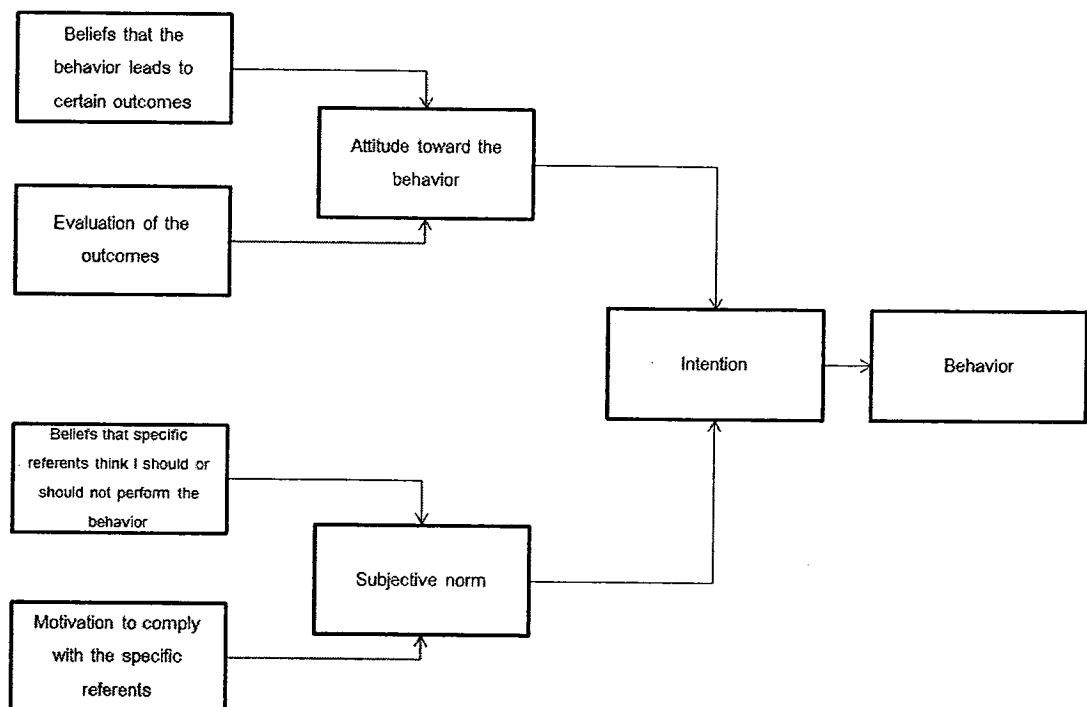 Beliefs that the
behavior leads to
certain outcomes
Attitude toward the
behavior
Evaluation of the
outcomes
Intention
Behavior
Beliefs that specific
referents think I should or
should not perform the
behavior
Subjective norm
Motivation to comply
with the specific
referents